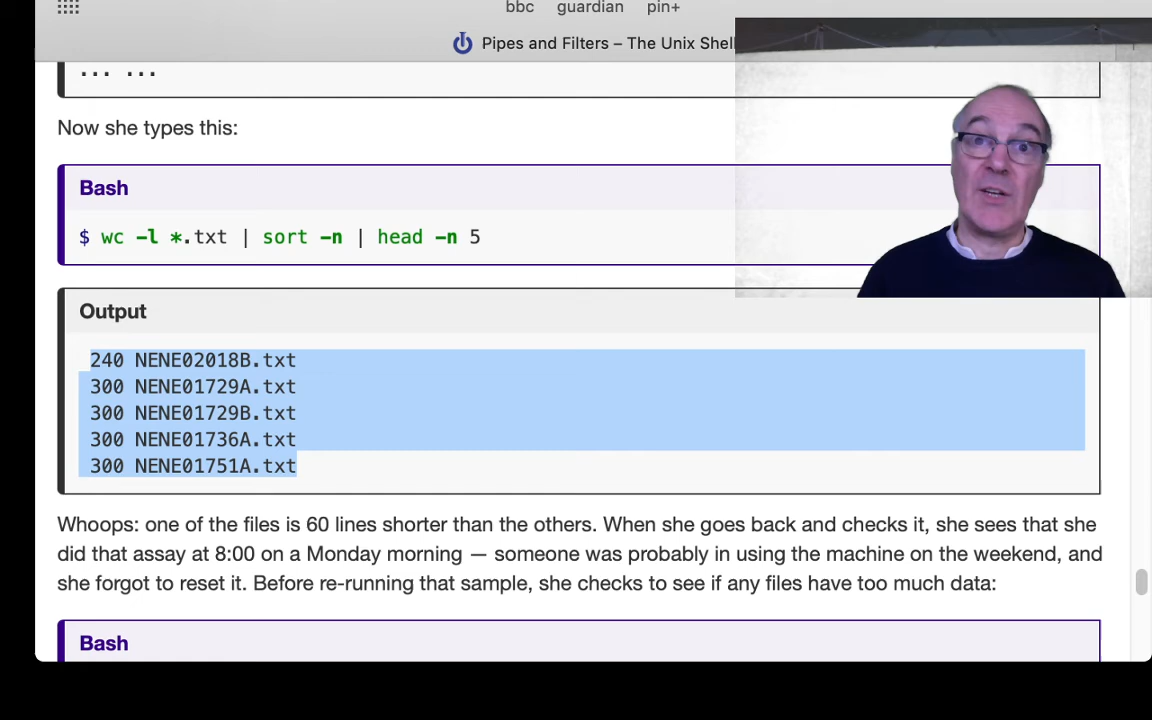 bbc guardian pin+
Pipes and Filters – The Unix Shell
... ...
Now she types this:
Bash
$ wc -l *.txt | sort -n | head -n 5
Output
240 NENE02018B.txt
300 NENE01729A.txt
300 NENE01729B.txt
300 NENE01736A.txt
300 NENE01751A.txt
Whoops: one of the files is 60 lines shorter than the others. When she goes back and checks it, she sees that she
did that assay at 8:00 on a Monday morning — someone was probably in using the machine on the weekend, and
she forgot to reset it. Before re-running that sample, she checks to see if any files have too much data:
Bash